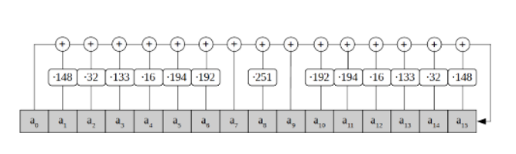 + + + + + + + + + + + + + + +
·148 ·32 ·133 ·16 ·194 ·192 ·251 ·192 ·194 ·16 ·133 ·32 ·148
a₀ a₁ a₂ a₃ a₄ a₅ a₆ a₇ a₈ a₉ a₁₀ a₁₁ a₁₂ a₁₃ a₁₄ a₁₅